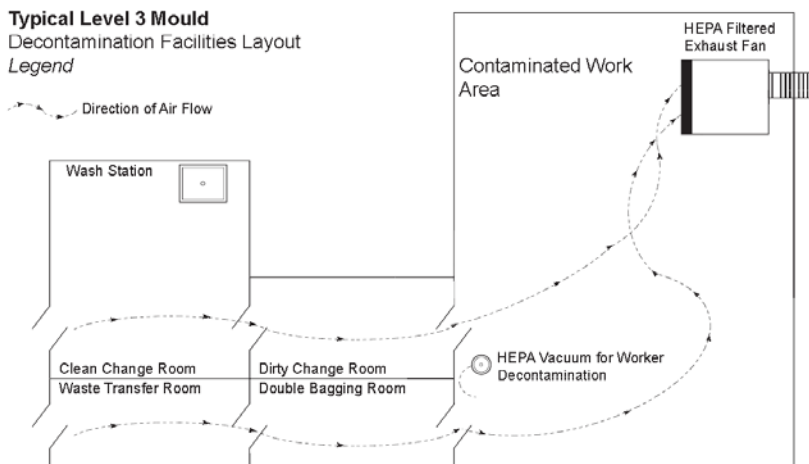 Typical Level 3 Mould
Decontamination Facilities Layout
Legend
Direction of Air Flow
HEPA Filtered
Exhaust Fan
Contaminated Work
Area
Wash Station
Clean Change Room
Dirty Change Room
Waste Transfer Room
Double Bagging Room
HEPA Vacuum for Worker
Decontamination